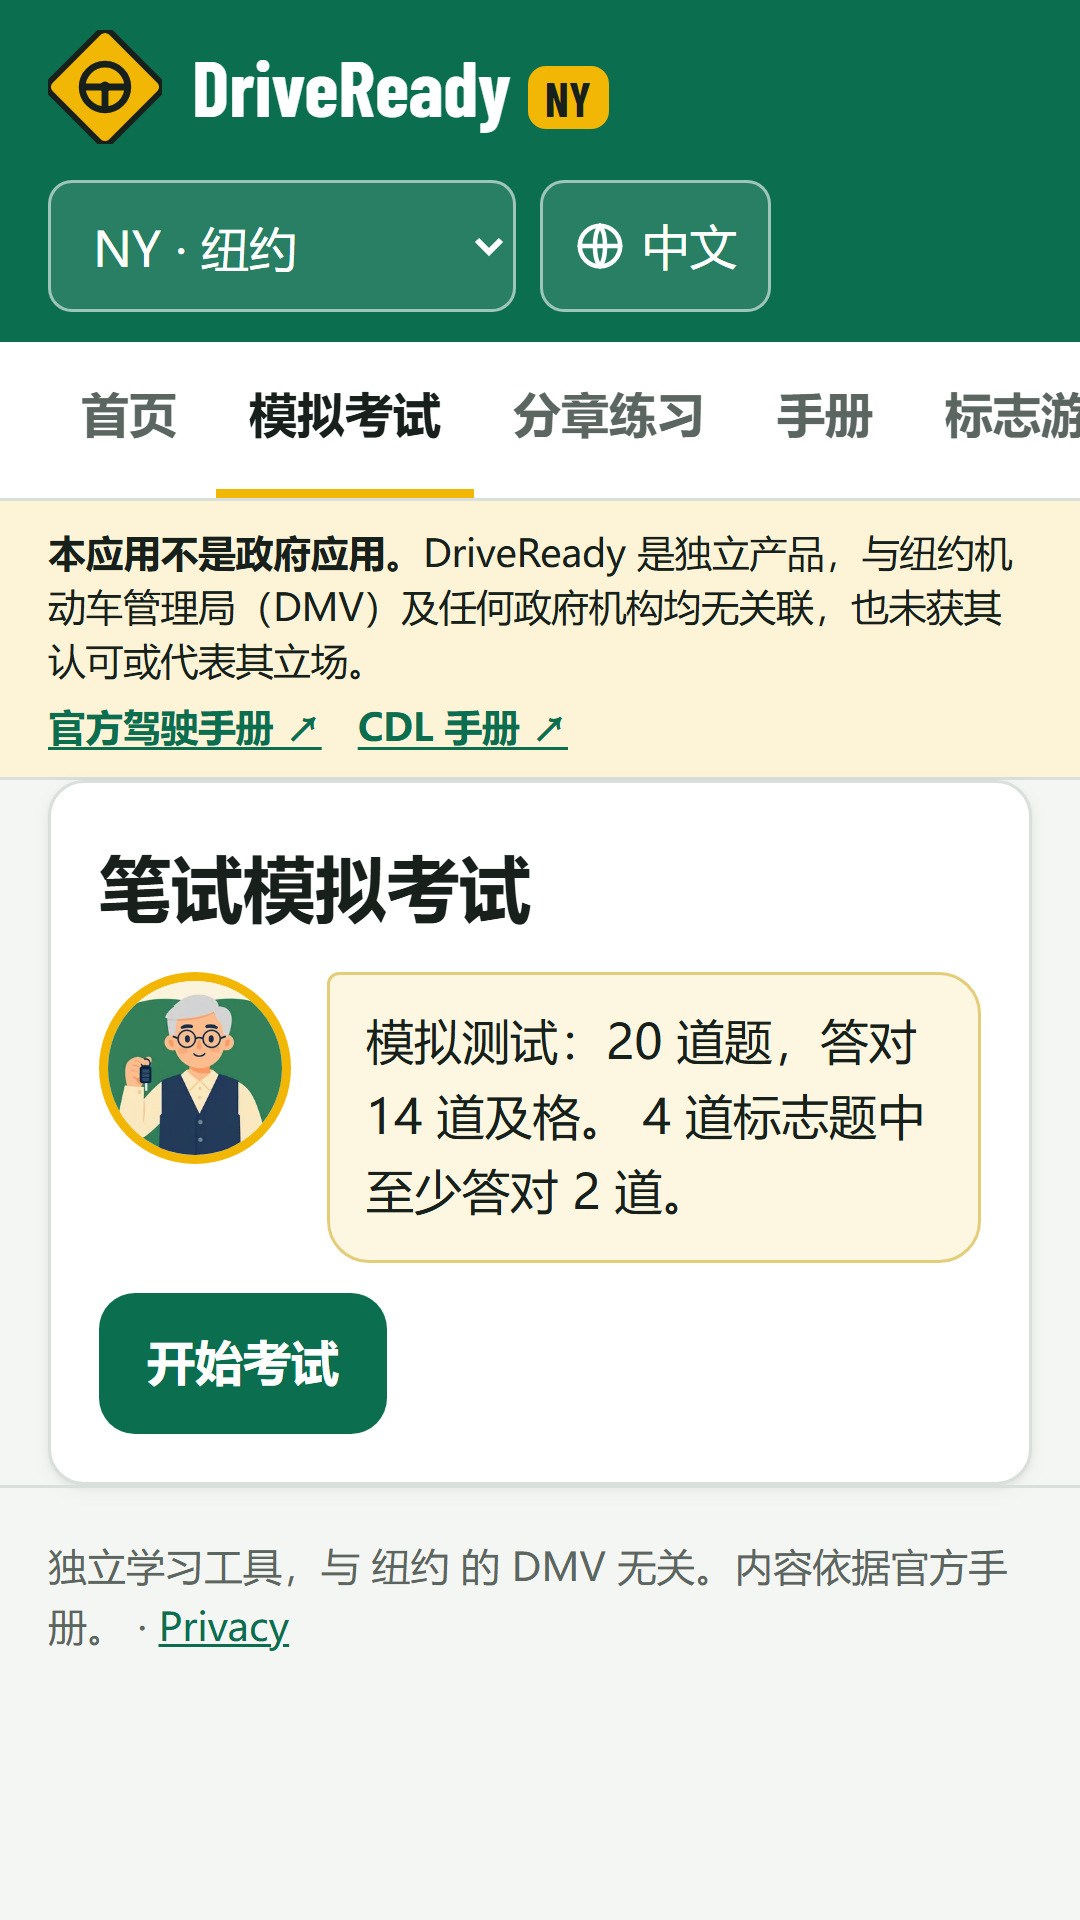 DriveReady NY
NY · 纽约
中文
首页 模拟考试 分章练习 手册 标志游
本应用不是政府应用。DriveReady 是独立产品，与纽约机
动车管理局（DMV）及任何政府机构均无关联，也未获其
认可或代表其立场。
官方驾驶手册 ↗ CDL 手册 ↗
笔试模拟考试
模拟测试：20 道题，答对
14 道及格。 4 道标志题中
至少答对 2 道。
开始考试
独立学习工具，与 纽约 的 DMV 无关。内容依据官方手
册。 · Privacy